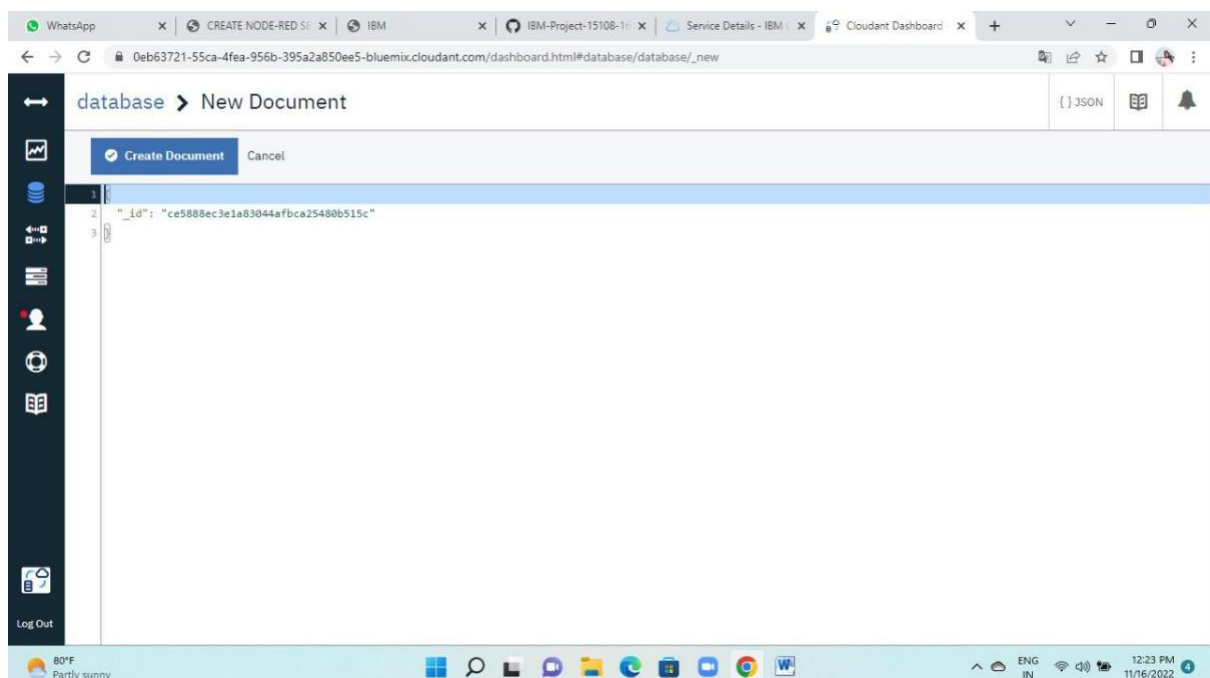 WhatsApp
CREATE NODE-RED SE
IBM
IBM-Project-15108-16
Service Details - IBM
Cloudant Dashboard
0eb63721-55ca-4fea-956b-395a2a850ee5-bluemix.cloudant.com/dashboard.html#database/database/_new
database > New Document
{ } JSON
Create Document
Cancel
1 {
2 "_id": "ce5888ec3e1a83044afbca25480b515c"
3 }
Log Out
80°F
Partly sunny
ENG
IN
12:23 PM
11/16/2022
4